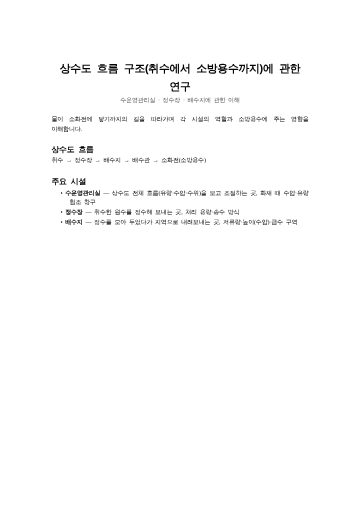 상수도 흐름 구조(취수에서 소방용수까지)에 관한
연구
수운영관리실 · 정수장 · 배수지에 관한 이해
물이 소화전에 닿기까지의 길을 따라가며 각 시설의 역할과 소방용수에 주는 영향을
이해합니다.
상수도 흐름
취수 → 정수장 → 배수지 → 배수관 → 소화전(소방용수)
주요 시설
• 수운영관리실 — 상수도 전체 흐름(유량·수압·수위)을 보고 조절하는 곳, 화재 때 수압·유량
협조 창구
• 정수장 — 취수한 원수를 정수해 보내는 곳, 처리 용량·송수 방식
• 배수지 — 정수를 모아 두었다가 지역으로 내려보내는 곳, 저류량·높이(수압)·급수 구역